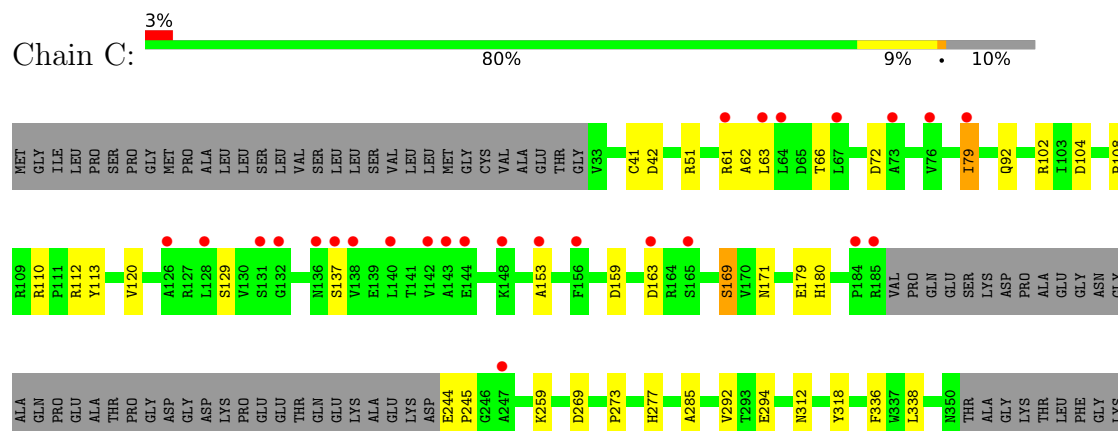 3%
Chain C:
80% 9% • 10%
MET GLY ILE LEU PRO SER PRO GLY MET PRO ALA LEU LEU SER LEU VAL SER LEU LEU SER VAL LEU LEU MET GLY CYS VAL ALA GLU THR GLY V33 C41 D42 R51 R61 A62 L63 L64 D65 T66 L67 D72 A73 V76 I79 Q92 R102 I103 D104 R108
R109 R110 P111 R112 Y113 V120 A126 R127 L128 S129 V130 S131 G132 N136 S137 V138 E139 L140 T141 V142 A143 E144 K148 A153 F156 D159 D163 R164 S165 S169 V170 N171 E179 H180 P184 R185 VAL PRO GLN GLU SER LYS ASP PRO ALA GLU GLY ASN GLY
ALA GLN PRO GLU ALA THR PRO GLY ASP GLY ASP LYS PRO GLU GLU THR GLN GLU LYS ALA GLU LYS ASP E244 P245 G246 A247 K259 D269 P273 H277 A285 V292 T293 E294 N312 Y318 F336 W337 L338 N350 THR ALA GLY LYS THR LEU PHE GLY